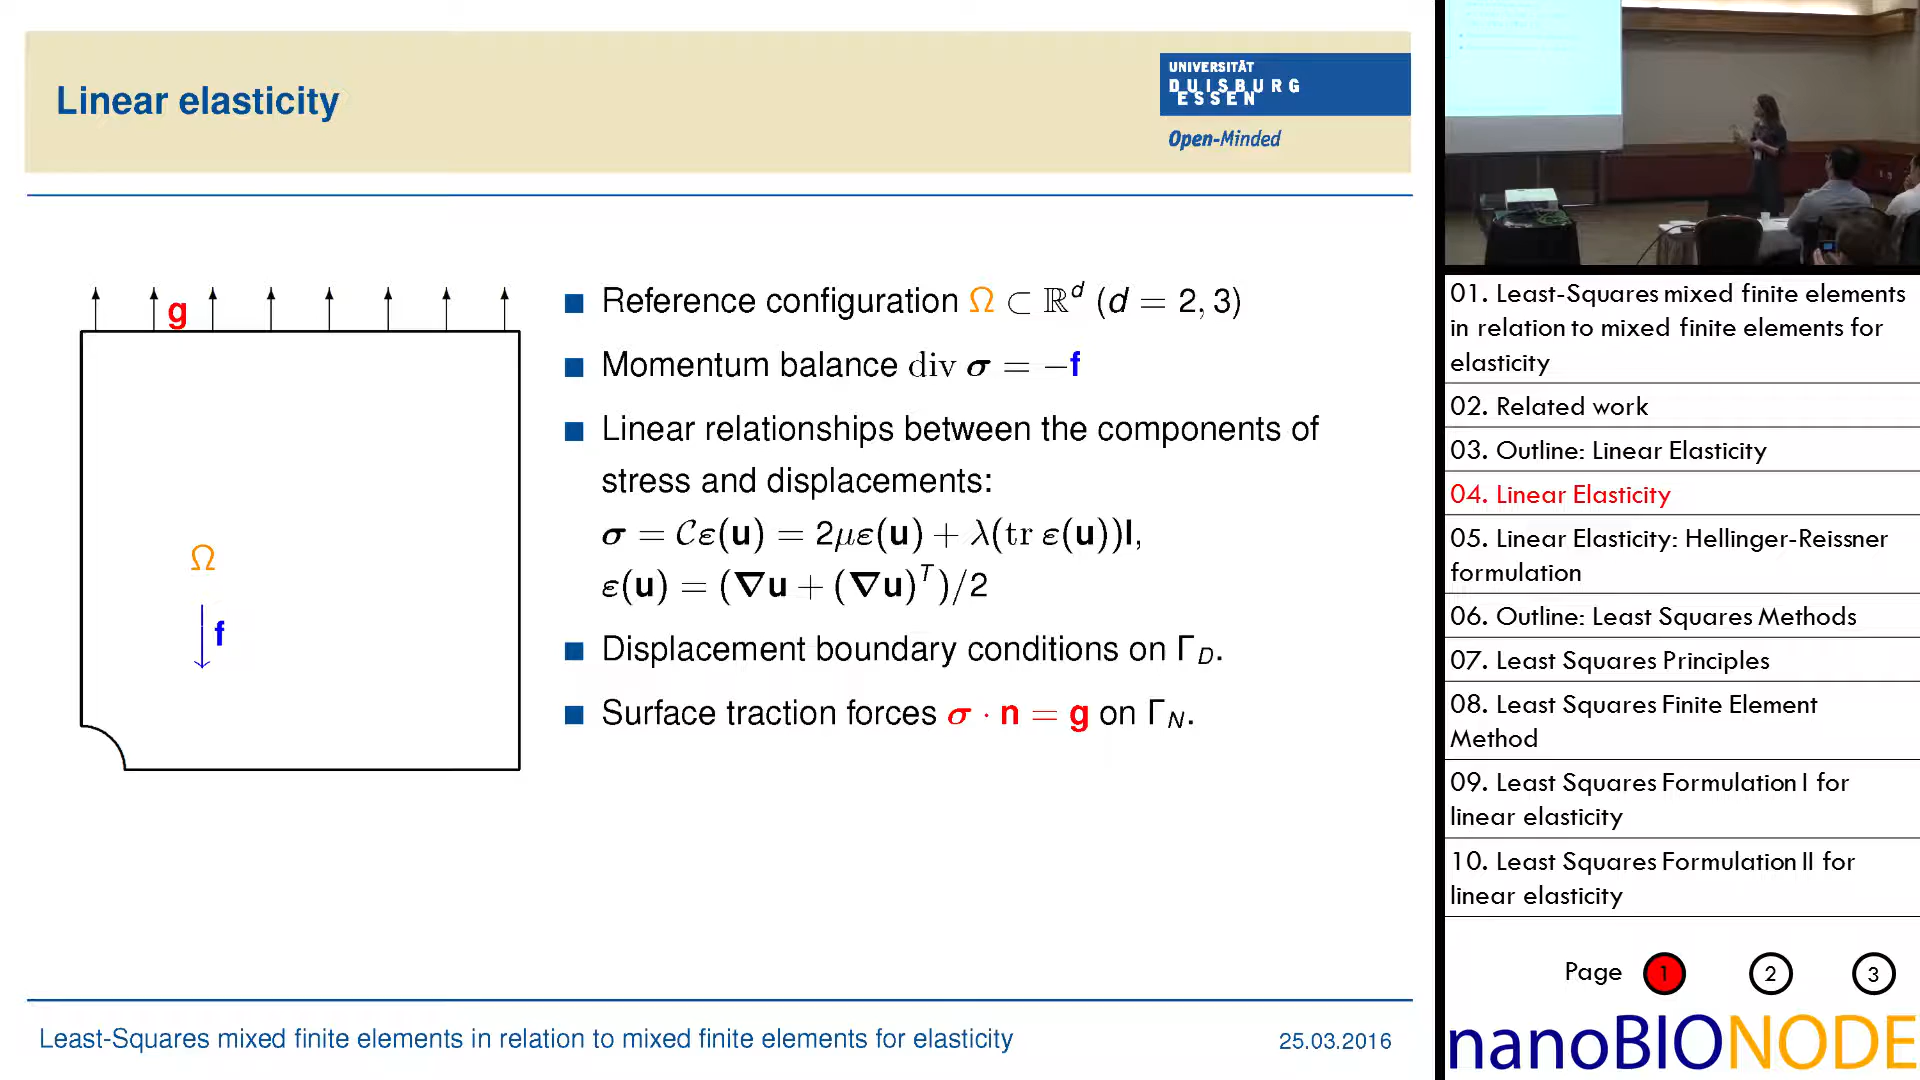 Linear elasticity
UNIVERSITÄT
DUISBURG
ESSEN
Open-Minded
g
Ω
f
Reference configuration Ω ⊂ ℝ^d (d = 2, 3)
Momentum balance div σ = −f
Linear relationships between the components of
stress and displacements:
σ = 𝒞ε(u) = 2με(u) + λ(tr ε(u))I,
ε(u) = (∇u + (∇u)^T)/2
Displacement boundary conditions on Γ_D.
Surface traction forces σ · n = g on Γ_N.
Least-Squares mixed finite elements in relation to mixed finite elements for elasticity
25.03.2016
01. Least-Squares mixed finite elements
in relation to mixed finite elements for
elasticity
02. Related work
03. Outline: Linear Elasticity
04. Linear Elasticity
05. Linear Elasticity: Hellinger-Reissner
formulation
06. Outline: Least Squares Methods
07. Least Squares Principles
08. Least Squares Finite Element
Method
09. Least Squares Formulation I for
linear elasticity
10. Least Squares Formulation II for
linear elasticity
Page 1 2 3
nanoBIONODE